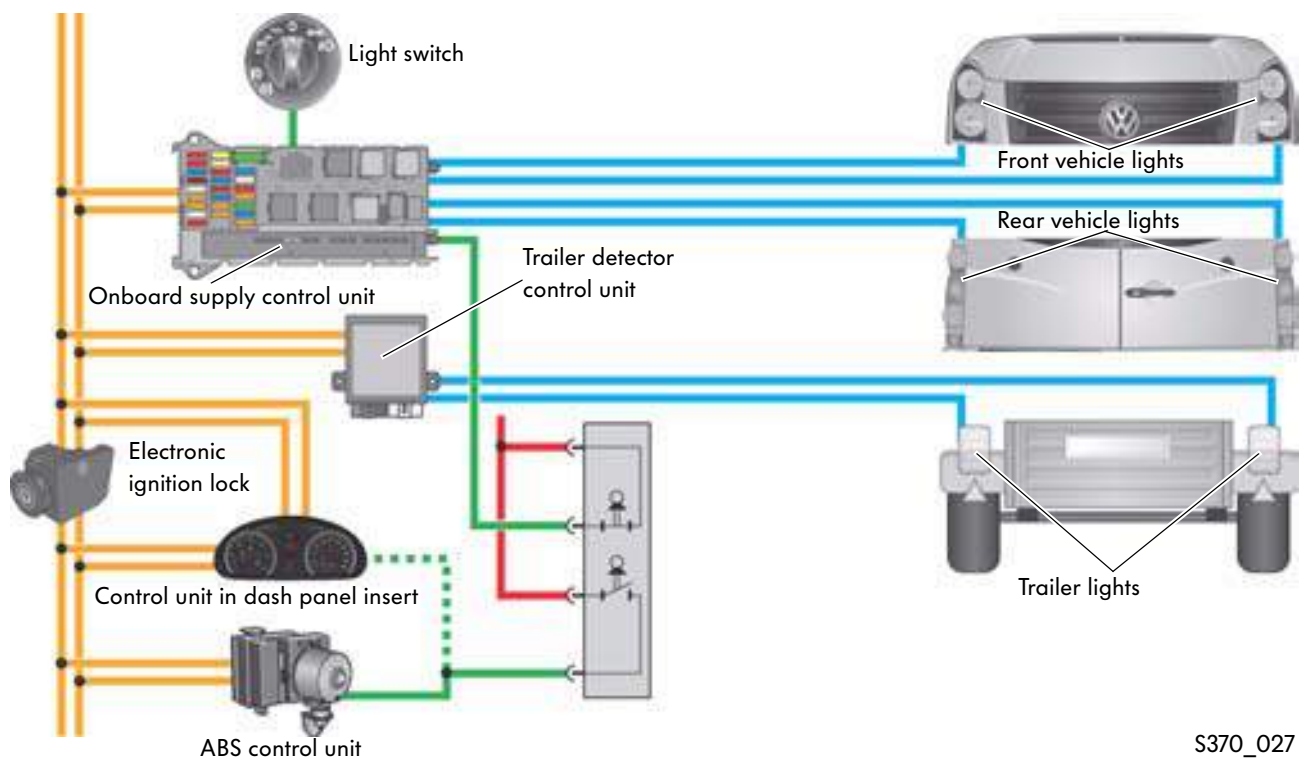 Light switch
Front vehicle lights
Rear vehicle lights
Trailer detector
control unit
Onboard supply control unit
Electronic
ignition lock
Control unit in dash panel insert
Trailer lights
ABS control unit
S370_027